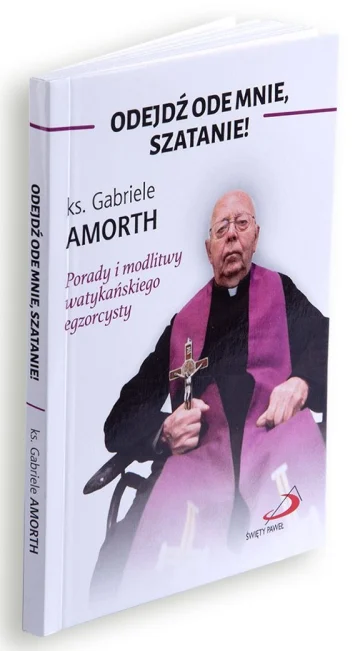 ODEJDŹ ODE MNIE,
SZATANIE!
ks. Gabriele
AMORTH
Porady i modlitwy
watykańskiego
egzorcysty
ŚWIĘTY PAWEŁ
ODEJDŹ ODE MNIE, SZATANIE!
ks. Gabriele AMORTH